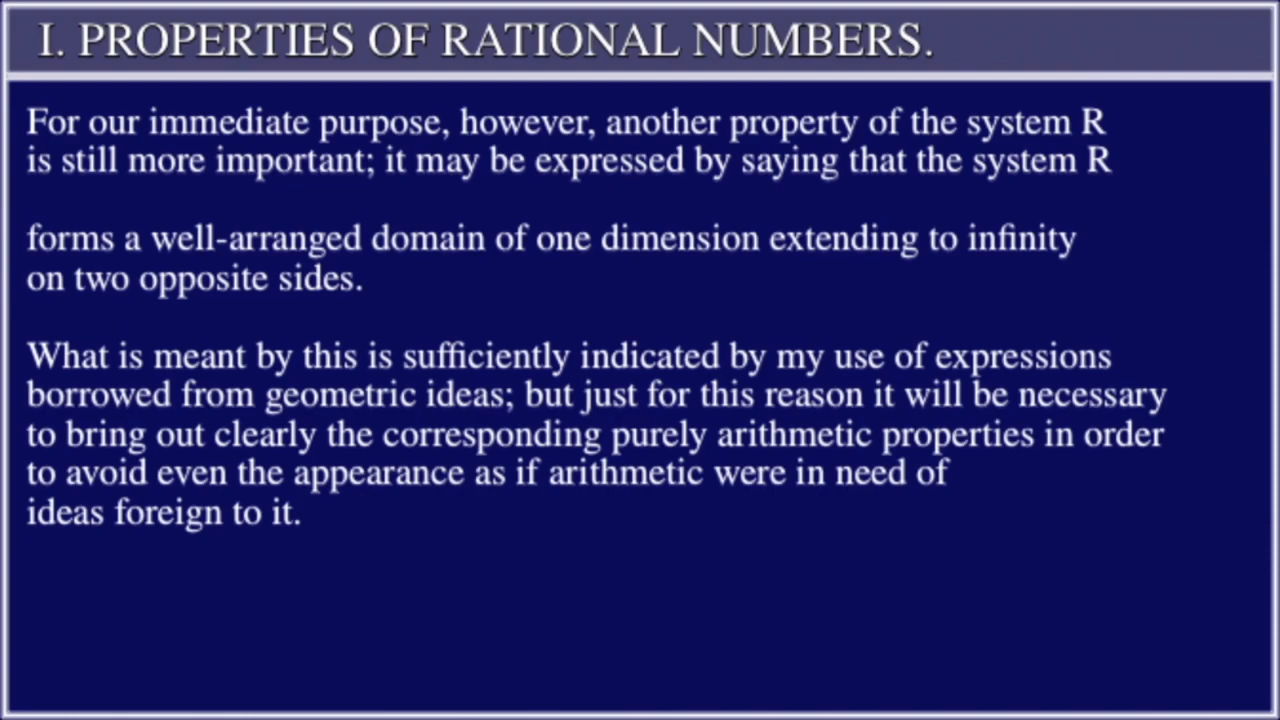 I. PROPERTIES OF RATIONAL NUMBERS.
For our immediate purpose, however, another property of the system R
is still more important; it may be expressed by saying that the system R
forms a well-arranged domain of one dimension extending to infinity
on two opposite sides.
What is meant by this is sufficiently indicated by my use of expressions
borrowed from geometric ideas; but just for this reason it will be necessary
to bring out clearly the corresponding purely arithmetic properties in order
to avoid even the appearance as if arithmetic were in need of
ideas foreign to it.